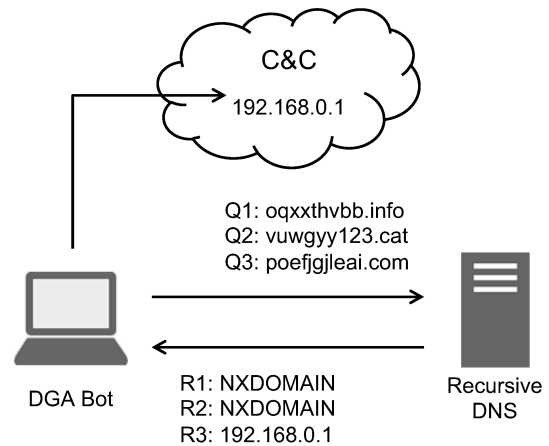 C&C
192.168.0.1
Q1: oqxxthvbb.info
Q2: vuwgyy123.cat
Q3: poefjgjleai.com
DGA Bot
R1: NXDOMAIN
R2: NXDOMAIN
R3: 192.168.0.1
Recursive
DNS